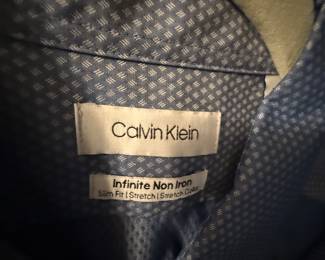 Calvin Klein
Infinite Non Iron
Slim Fit | Stretch | Stretch Collar